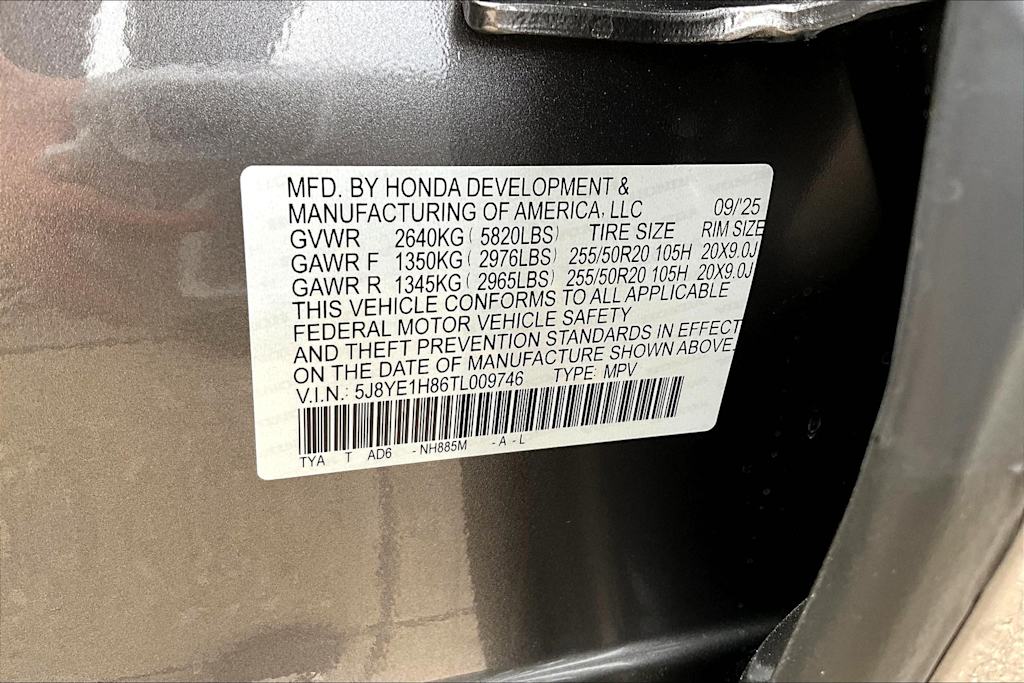 MFD. BY HONDA DEVELOPMENT &
MANUFACTURING OF AMERICA, LLC 09/'25
GVWR 2640KG ( 5820LBS) TIRE SIZE RIM SIZE
GAWR F 1350KG ( 2976LBS) 255/50R20 105H 20X9.0J
GAWR R 1345KG ( 2965LBS) 255/50R20 105H 20X9.0J
THIS VEHICLE CONFORMS TO ALL APPLICABLE
FEDERAL MOTOR VEHICLE SAFETY
AND THEFT PREVENTION STANDARDS IN EFFECT
ON THE DATE OF MANUFACTURE SHOWN ABOVE.
V.I.N.: 5J8YE1H86TL009746 TYPE: MPV
TYA T AD6 -NH885M -A-L